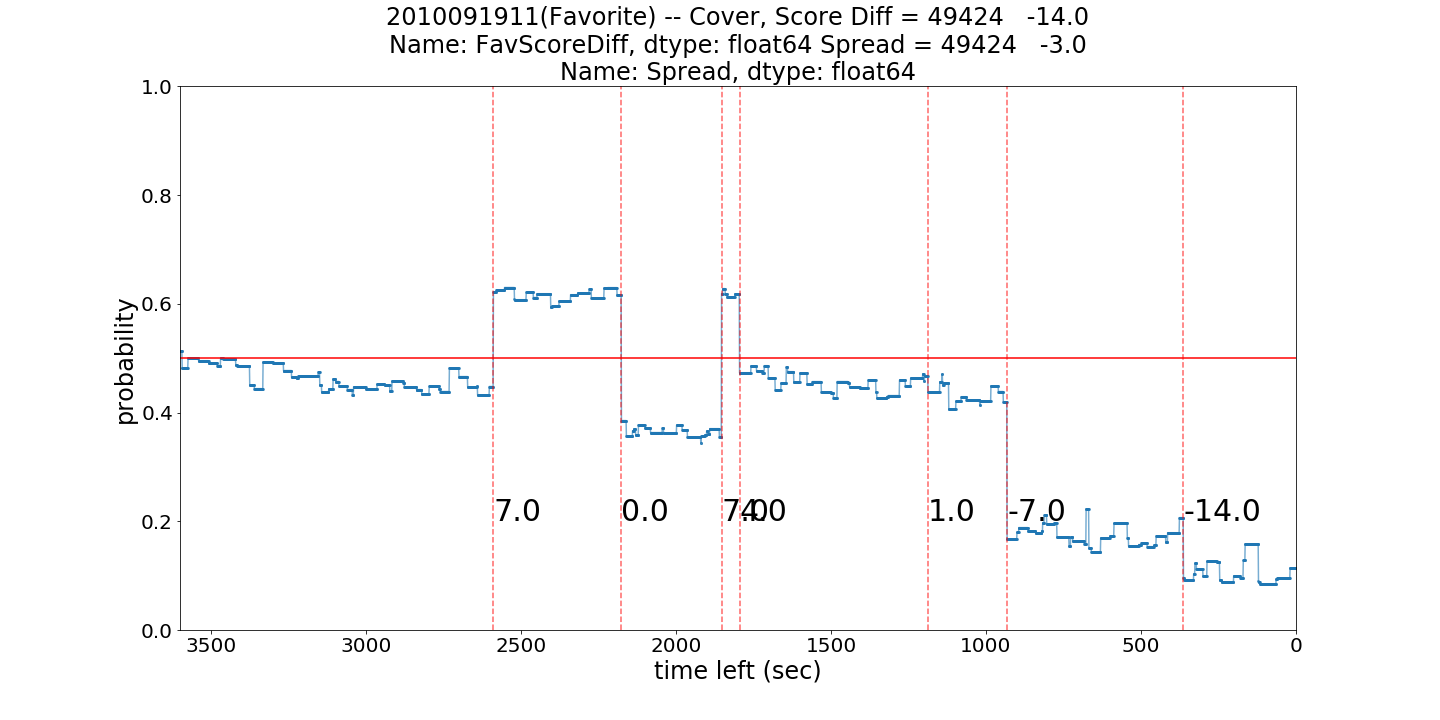 2010091911(Favorite) -- Cover, Score Diff = 49424   -14.0
Name: FavScoreDiff, dtype: float64 Spread = 49424   -3.0
Name: Spread, dtype: float64
1.0
0.8
0.6
0.4
0.2
0.0
probability
7.0
0.0
7.0
4.0
1.0
-7.0
-14.0
3500 3000 2500 2000 1500 1000 500 0
time left (sec)